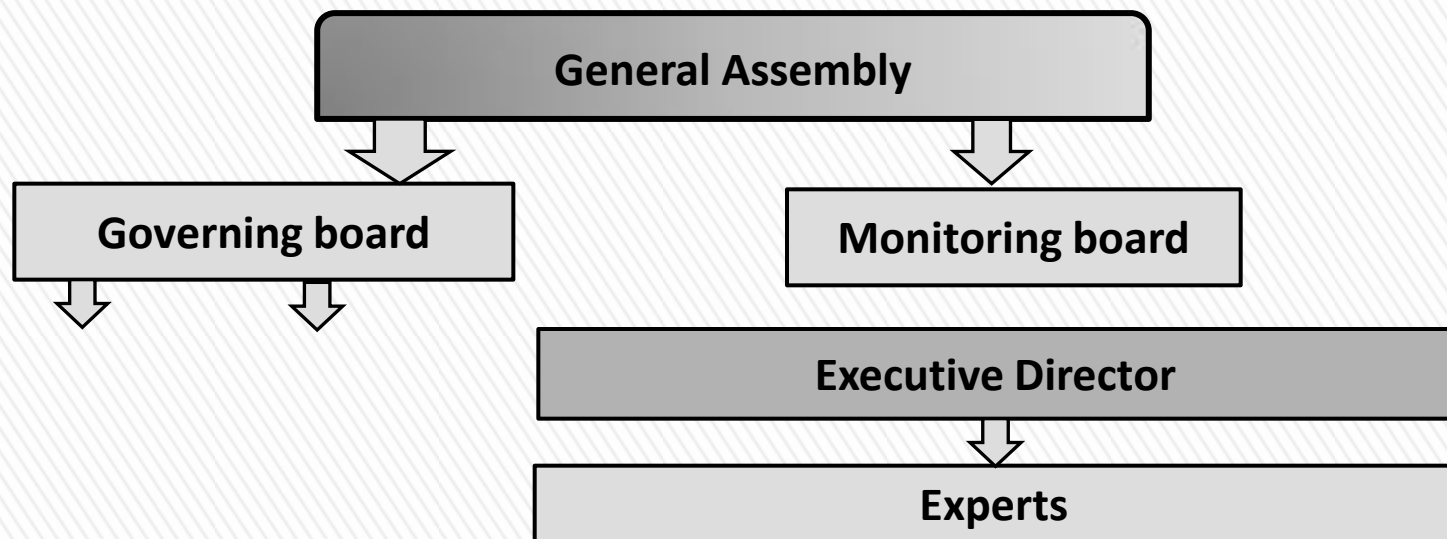 General Assembly
Governing board
Monitoring board
Executive Director
Experts